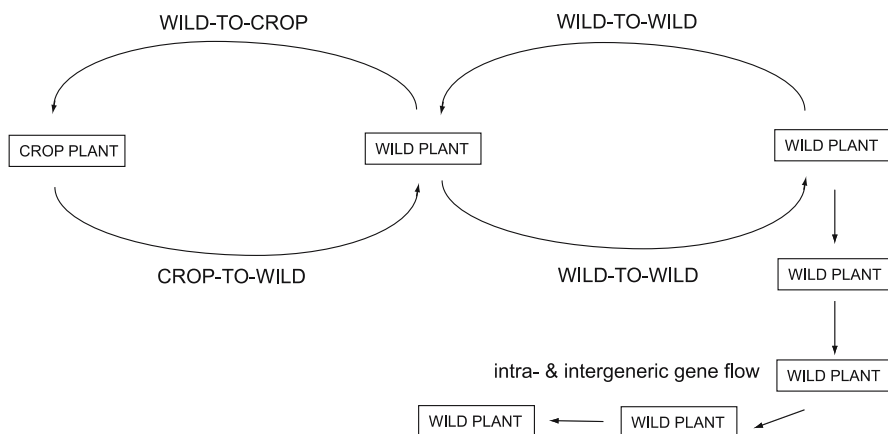 WILD-TO-CROP
WILD-TO-WILD
CROP PLANT
WILD PLANT
WILD PLANT
CROP-TO-WILD
WILD-TO-WILD
WILD PLANT
intra- & intergeneric gene flow
WILD PLANT
WILD PLANT
WILD PLANT